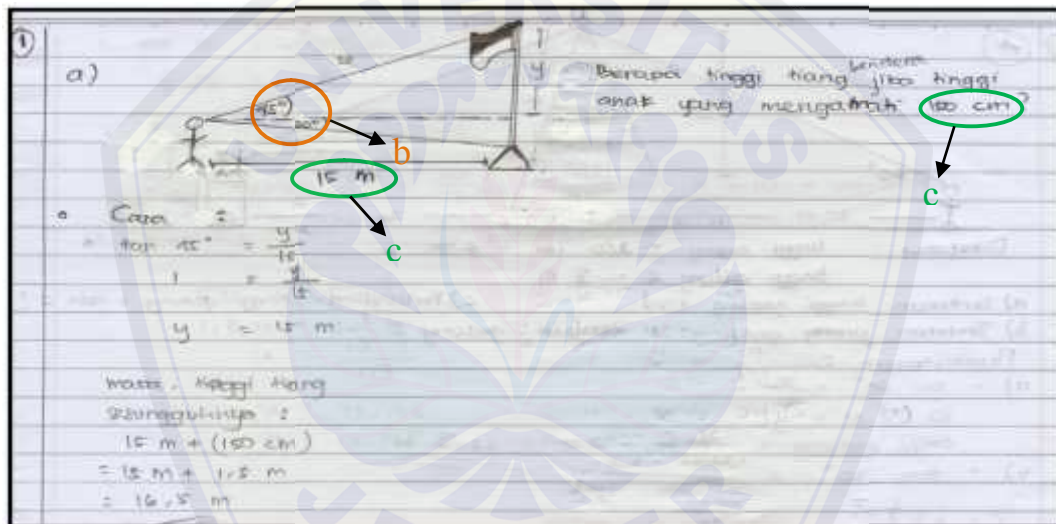 ①
a)
45°)
b
y
Berapa tinggi tiang bendera jika tinggi
anak yang mengamati 150 cm?
15 m
c
c
Cara :
tan 45° = y/15
1 = y/15
y = 15 m
maka, tinggi tiang
sesungguhnya :
15 m + (150 cm)
= 15 m + 1,5 m
= 16,5 m